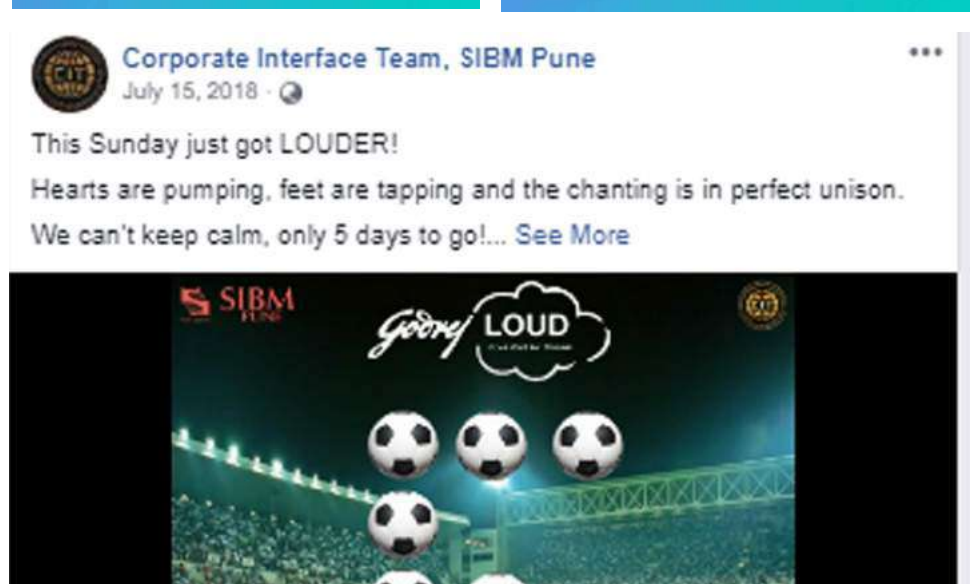 Corporate Interface Team, SIBM Pune
July 15, 2018
This Sunday just got LOUDER!
Hearts are pumping, feet are tapping and the chanting is in perfect unison.
We can't keep calm, only 5 days to go!... See More
SIBM
PUNE
Godrej LOUD
CIT